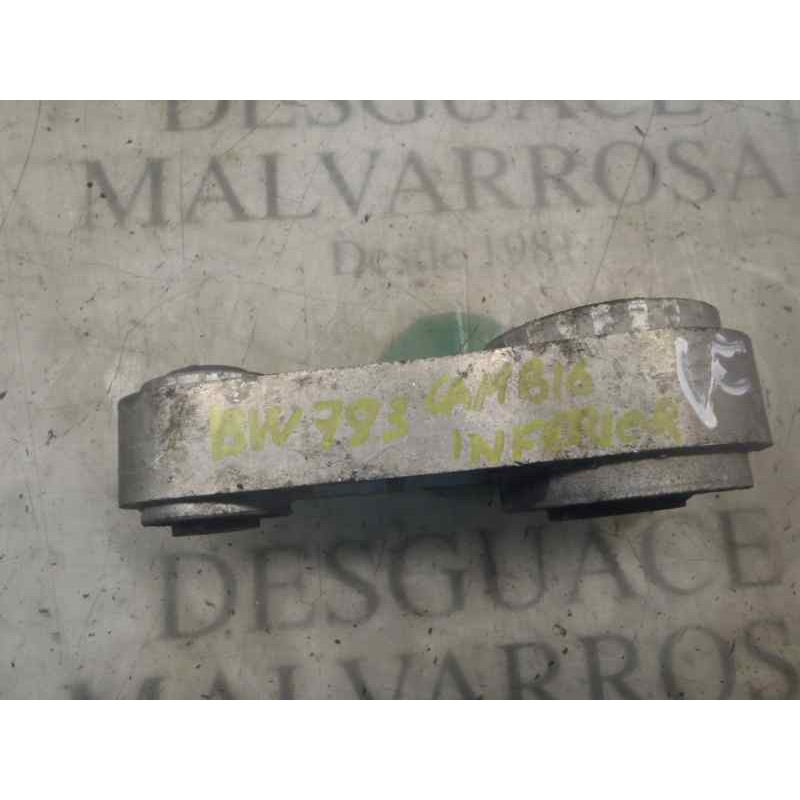 DESGUACE
MALVARROSA
Desde 1981
BW793 CAMBIO
INFERIOR
DESGUACE
MALVARROS